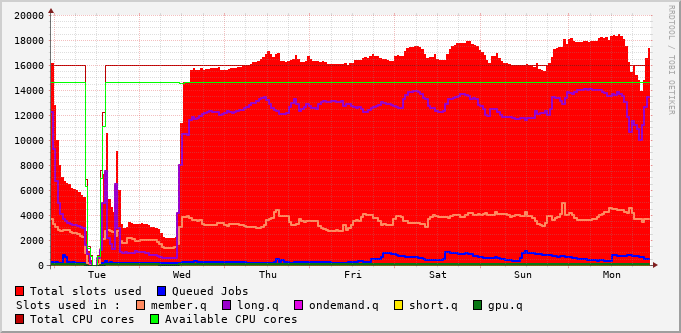 20000
18000
16000
14000
12000
10000
8000
6000
4000
2000
0
Tue Wed Thu Fri Sat Sun Mon
RRDTOOL / TOBI OETIKER
Total slots used Queued Jobs
Slots used in : member.q long.q ondemand.q short.q gpu.q
Total CPU cores Available CPU cores